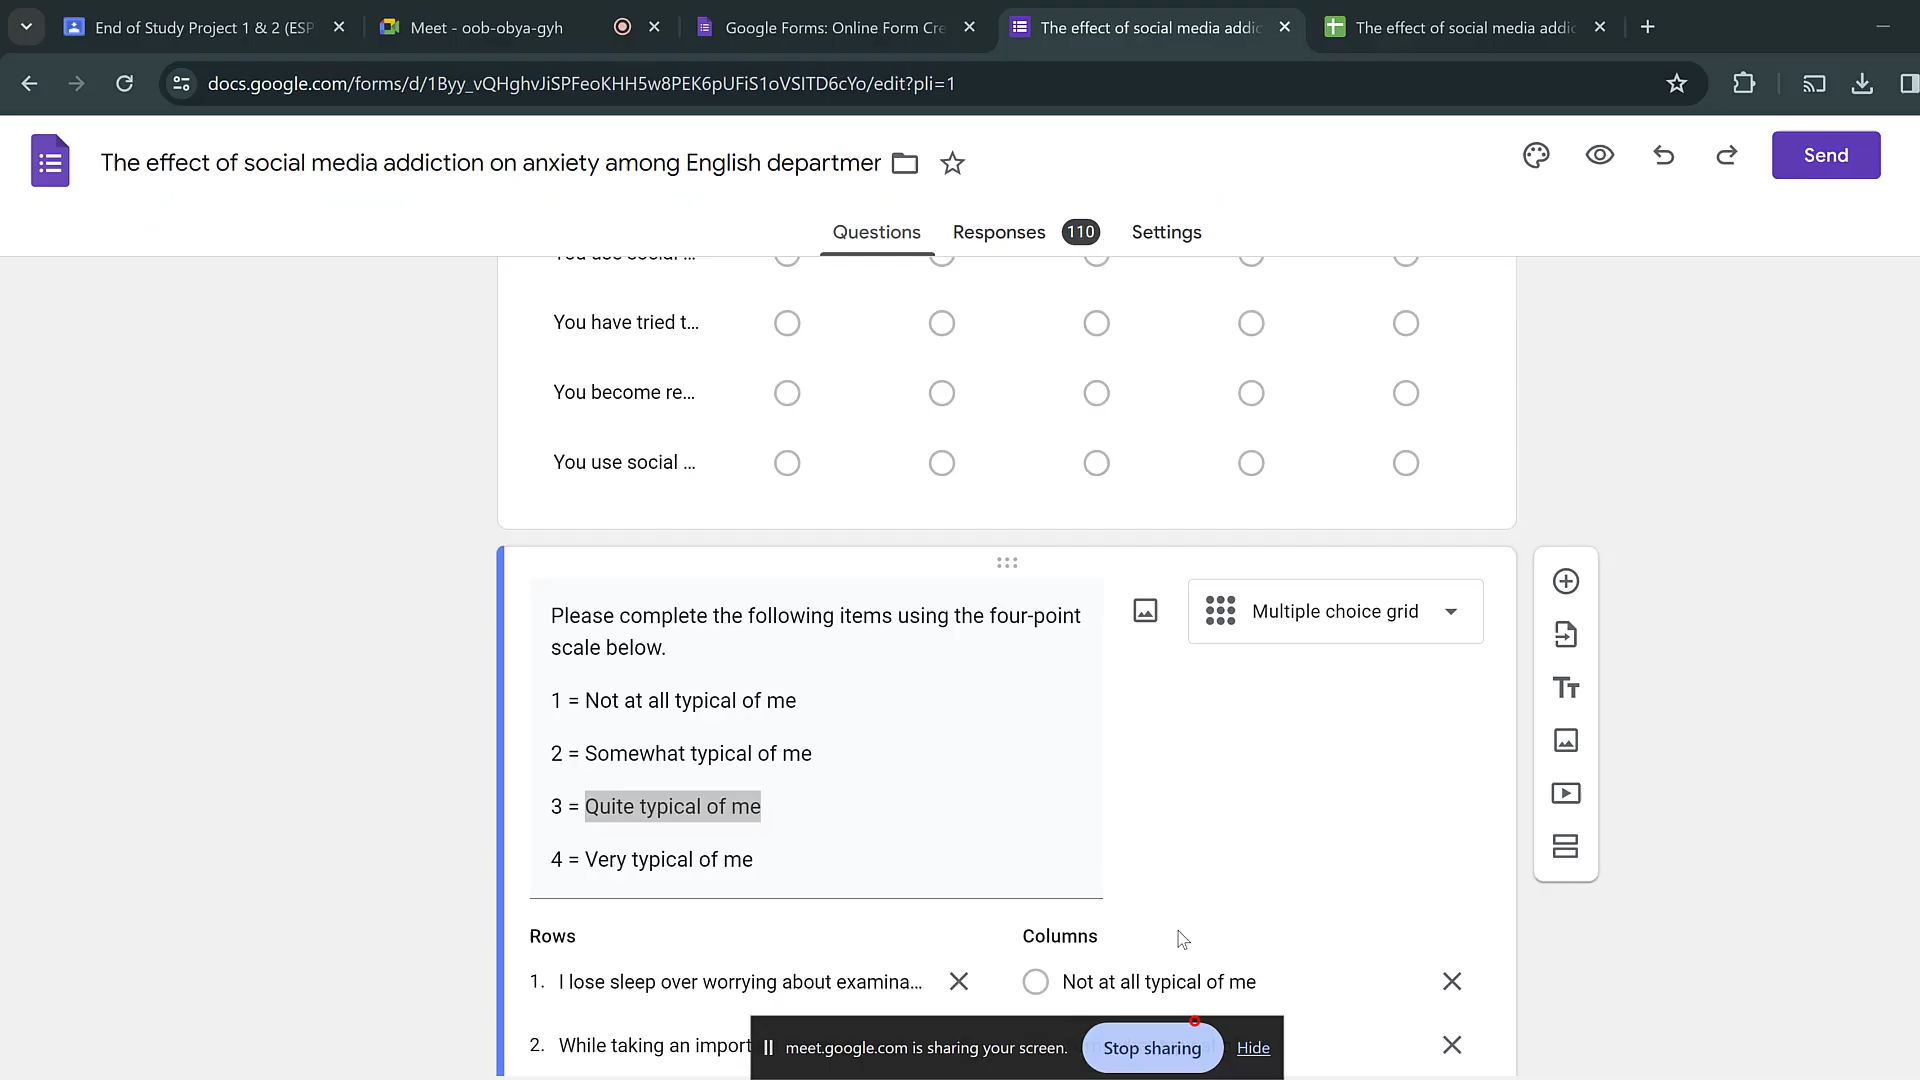 End of Study Project 1 & 2 (ESP
Meet - oob-obya-gyh
Google Forms: Online Form Cre
The effect of social media addic
The effect of social media addic
docs.google.com/forms/d/1Byy_vQHghvJiSPFeoKHH5w8PEK6pUFiS1oVSITD6cYo/edit?pli=1
The effect of social media addiction on anxiety among English departmer
Send
Questions
Responses 110
Settings
You use social ...
You have tried t...
You become re...
You use social ...
Please complete the following items using the four-point
scale below.
1 = Not at all typical of me
2 = Somewhat typical of me
3 = Quite typical of me
4 = Very typical of me
Multiple choice grid
Rows
Columns
1. I lose sleep over worrying about examina...
Not at all typical of me
2. While taking an import
meet.google.com is sharing your screen.
Stop sharing
Hide